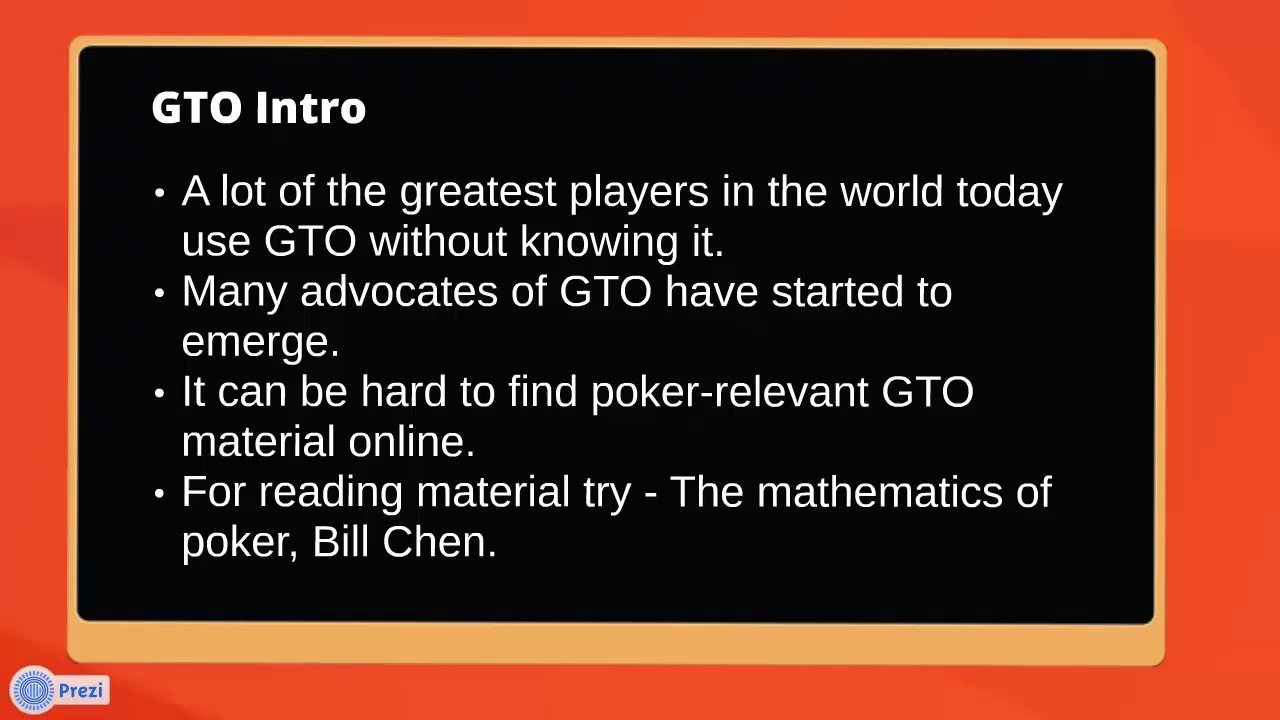 GTO Intro
• A lot of the greatest players in the world today
use GTO without knowing it.
• Many advocates of GTO have started to
emerge.
• It can be hard to find poker-relevant GTO
material online.
• For reading material try - The mathematics of
poker, Bill Chen.
Prezi